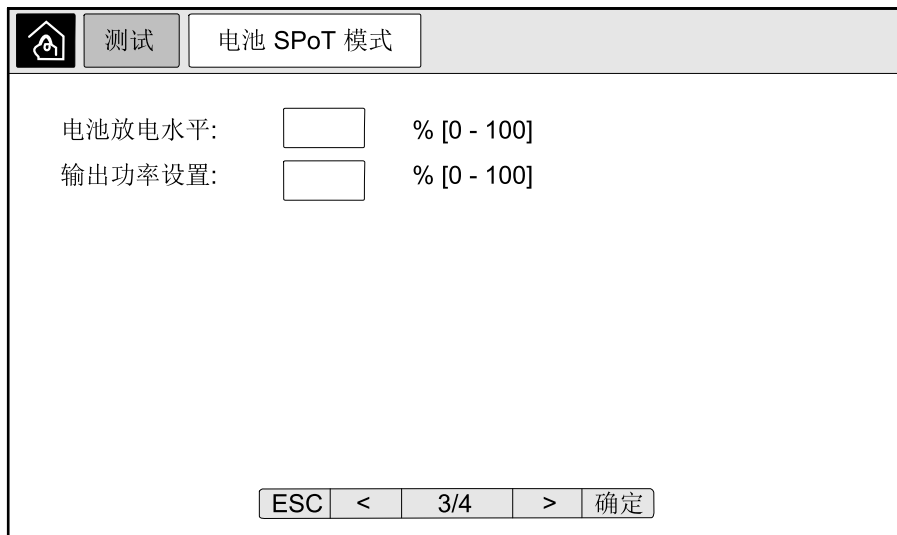 测试 电池 SPoT 模式
电池放电水平: % [0 - 100]
输出功率设置: % [0 - 100]
ESC < 3/4 > 确定